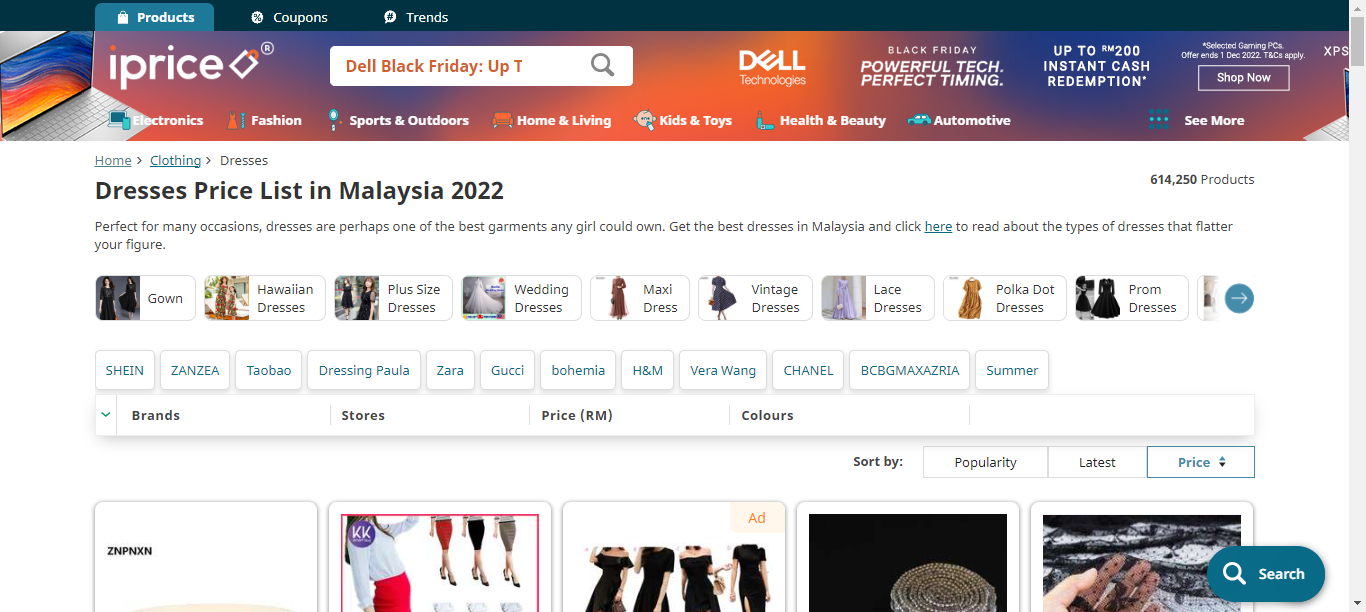 Products
Coupons
Trends
iprice®
Dell Black Friday: Up T
DELL
Technologies
BLACK FRIDAY
POWERFUL TECH.
PERFECT TIMING.
UP TO RM200
INSTANT CASH
REDEMPTION*
*Selected Gaming PCs.
Offer ends 1 Dec 2022. T&Cs apply.
Shop Now
XPS
Electronics
Fashion
Sports & Outdoors
Home & Living
Kids & Toys
Health & Beauty
Automotive
See More
Home > Clothing > Dresses
Dresses Price List in Malaysia 2022
614,250 Products
Perfect for many occasions, dresses are perhaps one of the best garments any girl could own. Get the best dresses in Malaysia and click here to read about the types of dresses that flatter
your figure.
Gown
Hawaiian
Dresses
Plus Size
Dresses
Wedding
Dresses
Maxi
Dress
Vintage
Dresses
Lace
Dresses
Polka Dot
Dresses
Prom
Dresses
SHEIN
ZANZEA
Taobao
Dressing Paula
Zara
Gucci
bohemia
H&M
Vera Wang
CHANEL
BCBGMAXAZRIA
Summer
Brands
Stores
Price (RM)
Colours
Sort by:
Popularity
Latest
Price
ZNPNXN
KK
Ad
Search